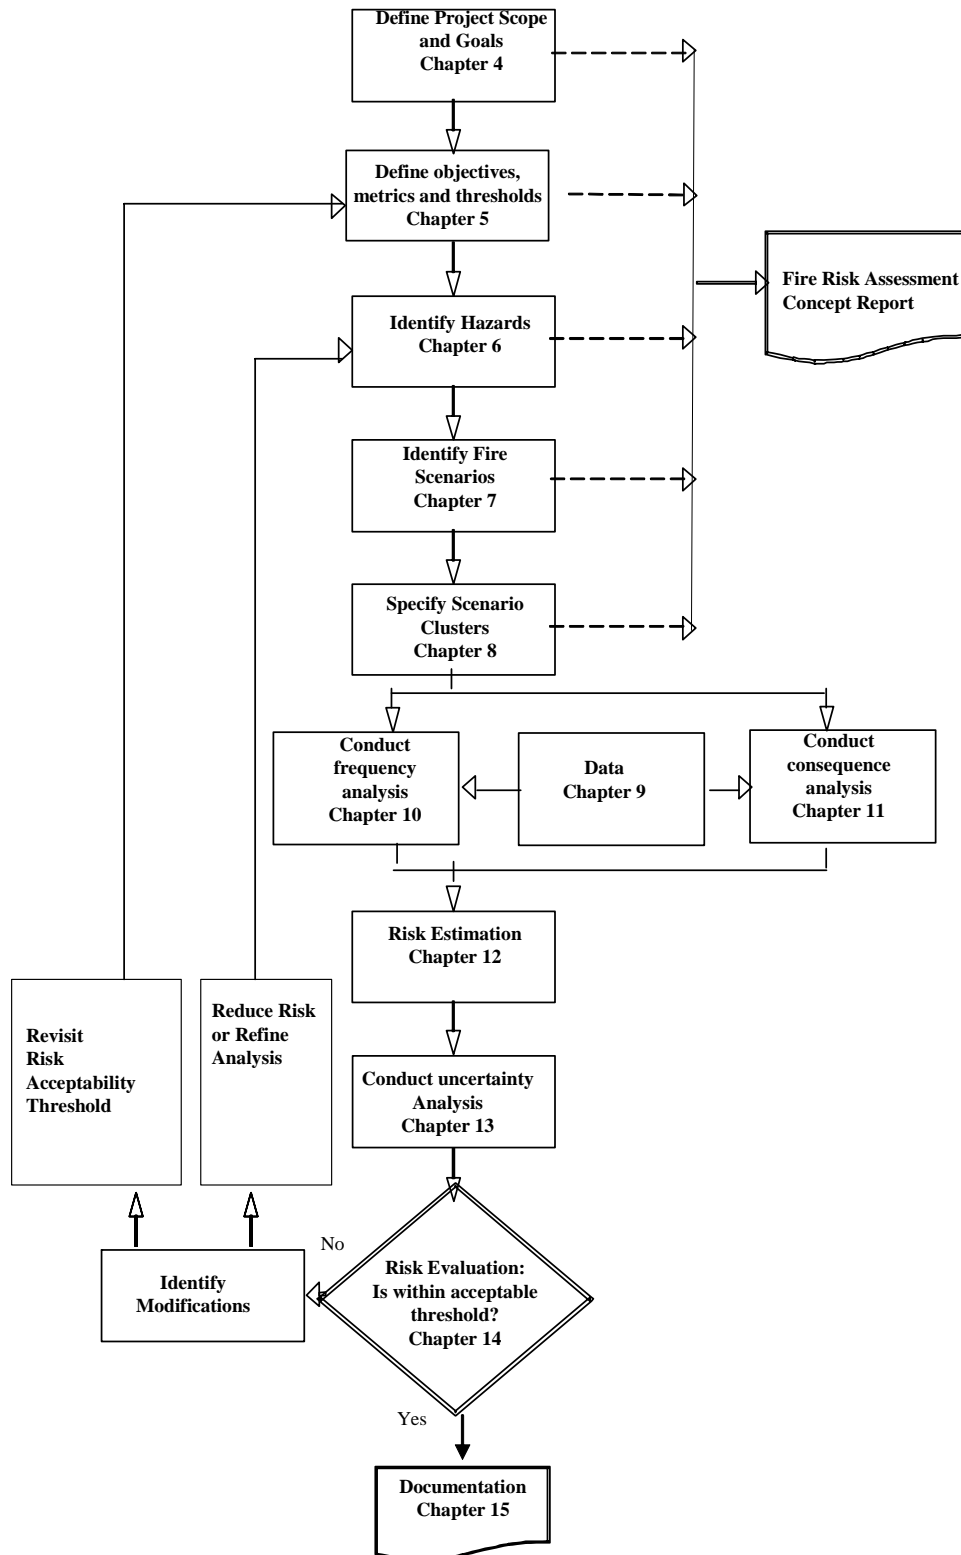 Define Project Scope
and Goals
Chapter 4
Define objectives,
metrics and thresholds
Chapter 5
Fire Risk Assessment
Concept Report
Identify Hazards
Chapter 6
Identify Fire
Scenarios
Chapter 7
Specify Scenario
Clusters
Chapter 8
Conduct
frequency
analysis
Chapter 10
Data
Chapter 9
Conduct
consequence
analysis
Chapter 11
Risk Estimation
Chapter 12
Revisit
Risk
Acceptability
Threshold
Reduce Risk
or Refine
Analysis
Conduct uncertainty
Analysis
Chapter 13
No
Identify
Modifications
Risk Evaluation:
Is within acceptable
threshold?
Chapter 14
Yes
Documentation
Chapter 15